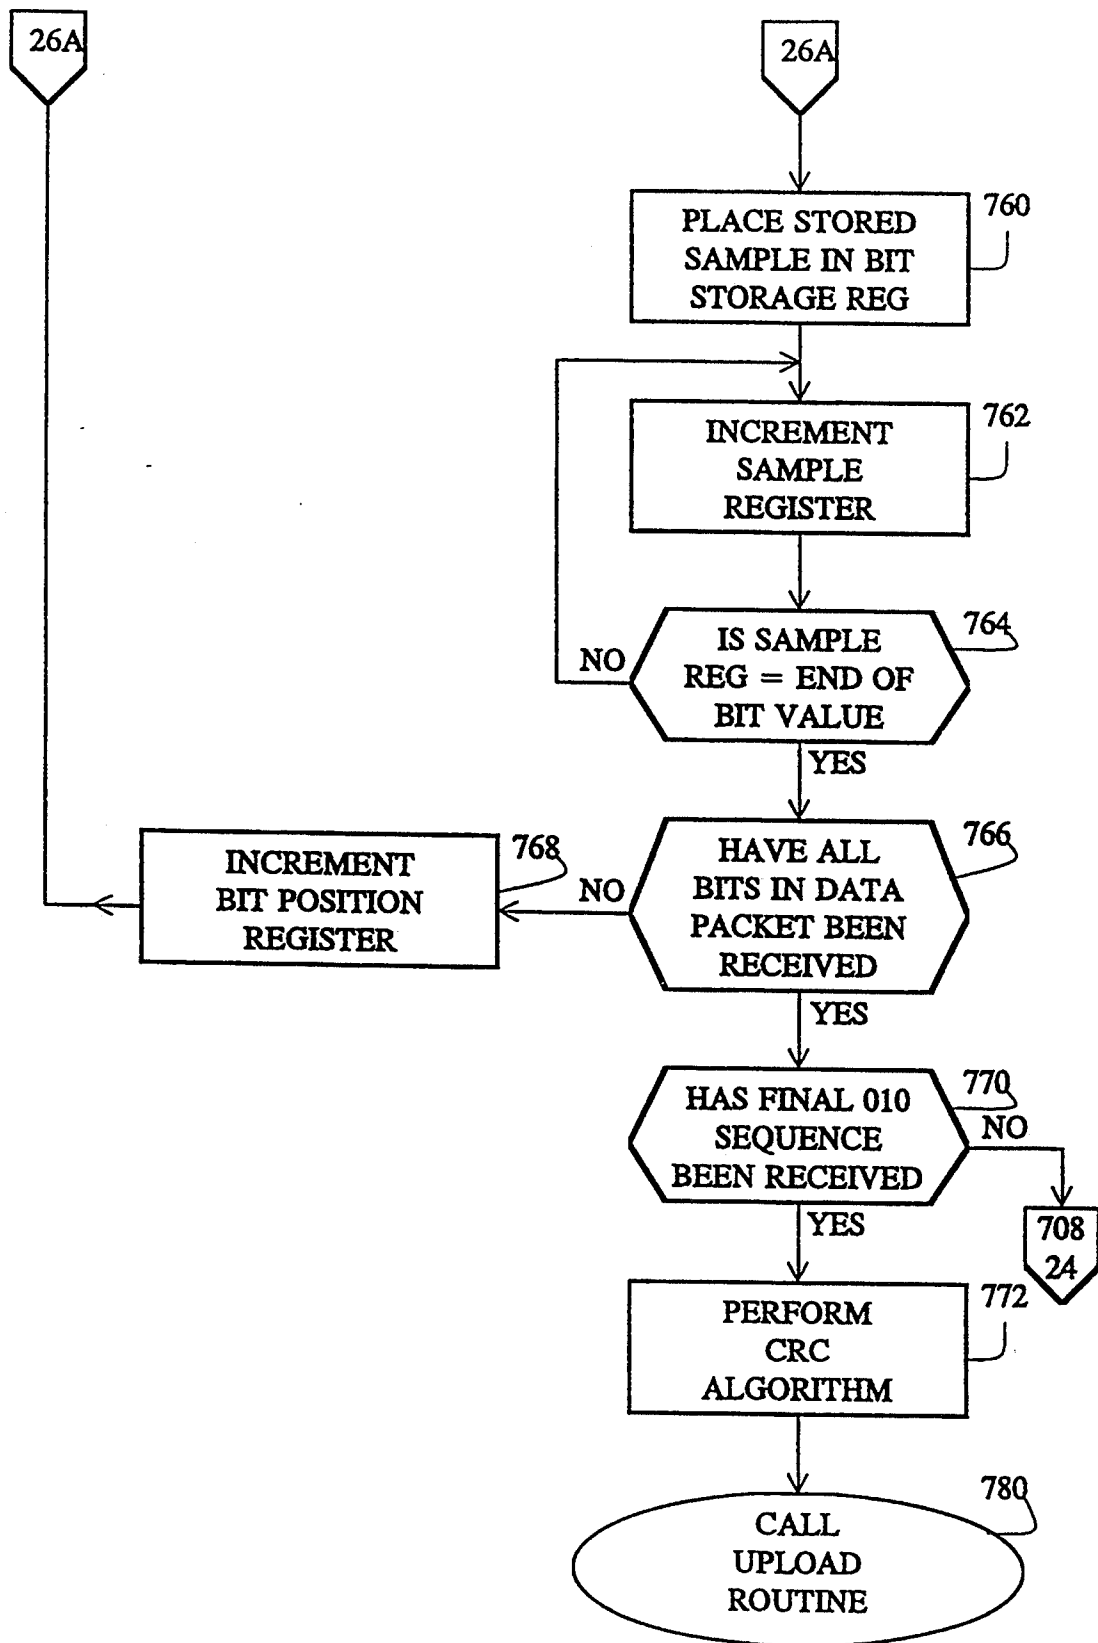 26A
26A
760
PLACE STORED
SAMPLE IN BIT
STORAGE REG
762
INCREMENT
SAMPLE
REGISTER
764
IS SAMPLE
REG = END OF
BIT VALUE
NO
YES
766
HAVE ALL
BITS IN DATA
PACKET BEEN
RECEIVED
NO
768
INCREMENT
BIT POSITION
REGISTER
YES
770
HAS FINAL 010
SEQUENCE
BEEN RECEIVED
NO
708
24
YES
772
PERFORM
CRC
ALGORITHM
780
CALL
UPLOAD
ROUTINE